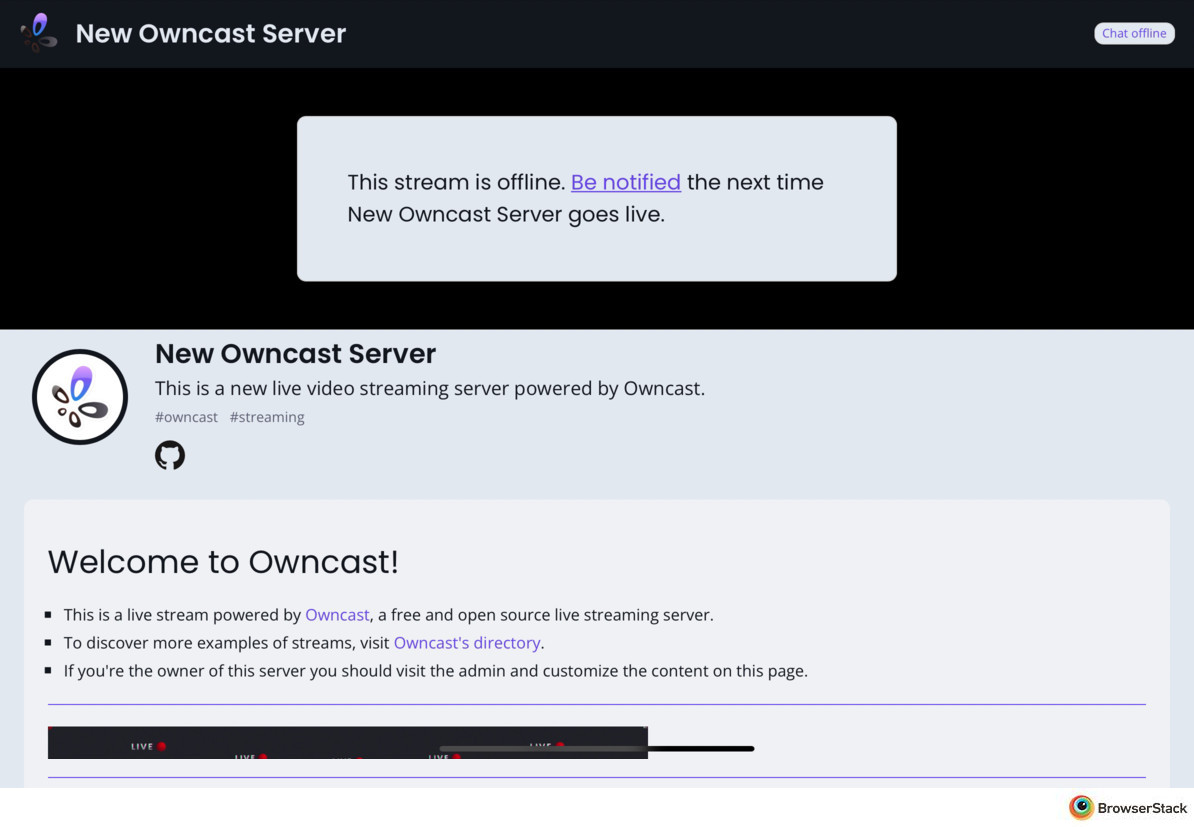 New Owncast Server
Chat offline
This stream is offline. Be notified the next time
New Owncast Server goes live.
New Owncast Server
This is a new live video streaming server powered by Owncast.
#owncast #streaming
Welcome to Owncast!
This is a live stream powered by Owncast, a free and open source live streaming server.
To discover more examples of streams, visit Owncast's directory.
If you're the owner of this server you should visit the admin and customize the content on this page.
LIVE
LIVE
LIVE
LIVE
BrowserStack